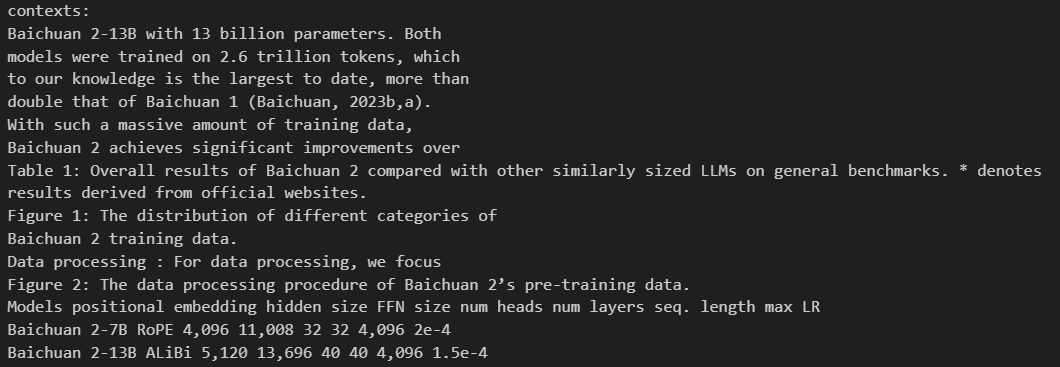 contexts:
Baichuan 2-13B with 13 billion parameters. Both
models were trained on 2.6 trillion tokens, which
to our knowledge is the largest to date, more than
double that of Baichuan 1 (Baichuan, 2023b,a).
With such a massive amount of training data,
Baichuan 2 achieves significant improvements over
Table 1: Overall results of Baichuan 2 compared with other similarly sized LLMs on general benchmarks. * denotes
results derived from official websites.
Figure 1: The distribution of different categories of
Baichuan 2 training data.
Data processing : For data processing, we focus
Figure 2: The data processing procedure of Baichuan 2’s pre-training data.
Models positional embedding hidden size FFN size num heads num layers seq. length max LR
Baichuan 2-7B RoPE 4,096 11,008 32 32 4,096 2e-4
Baichuan 2-13B ALiBi 5,120 13,696 40 40 4,096 1.5e-4